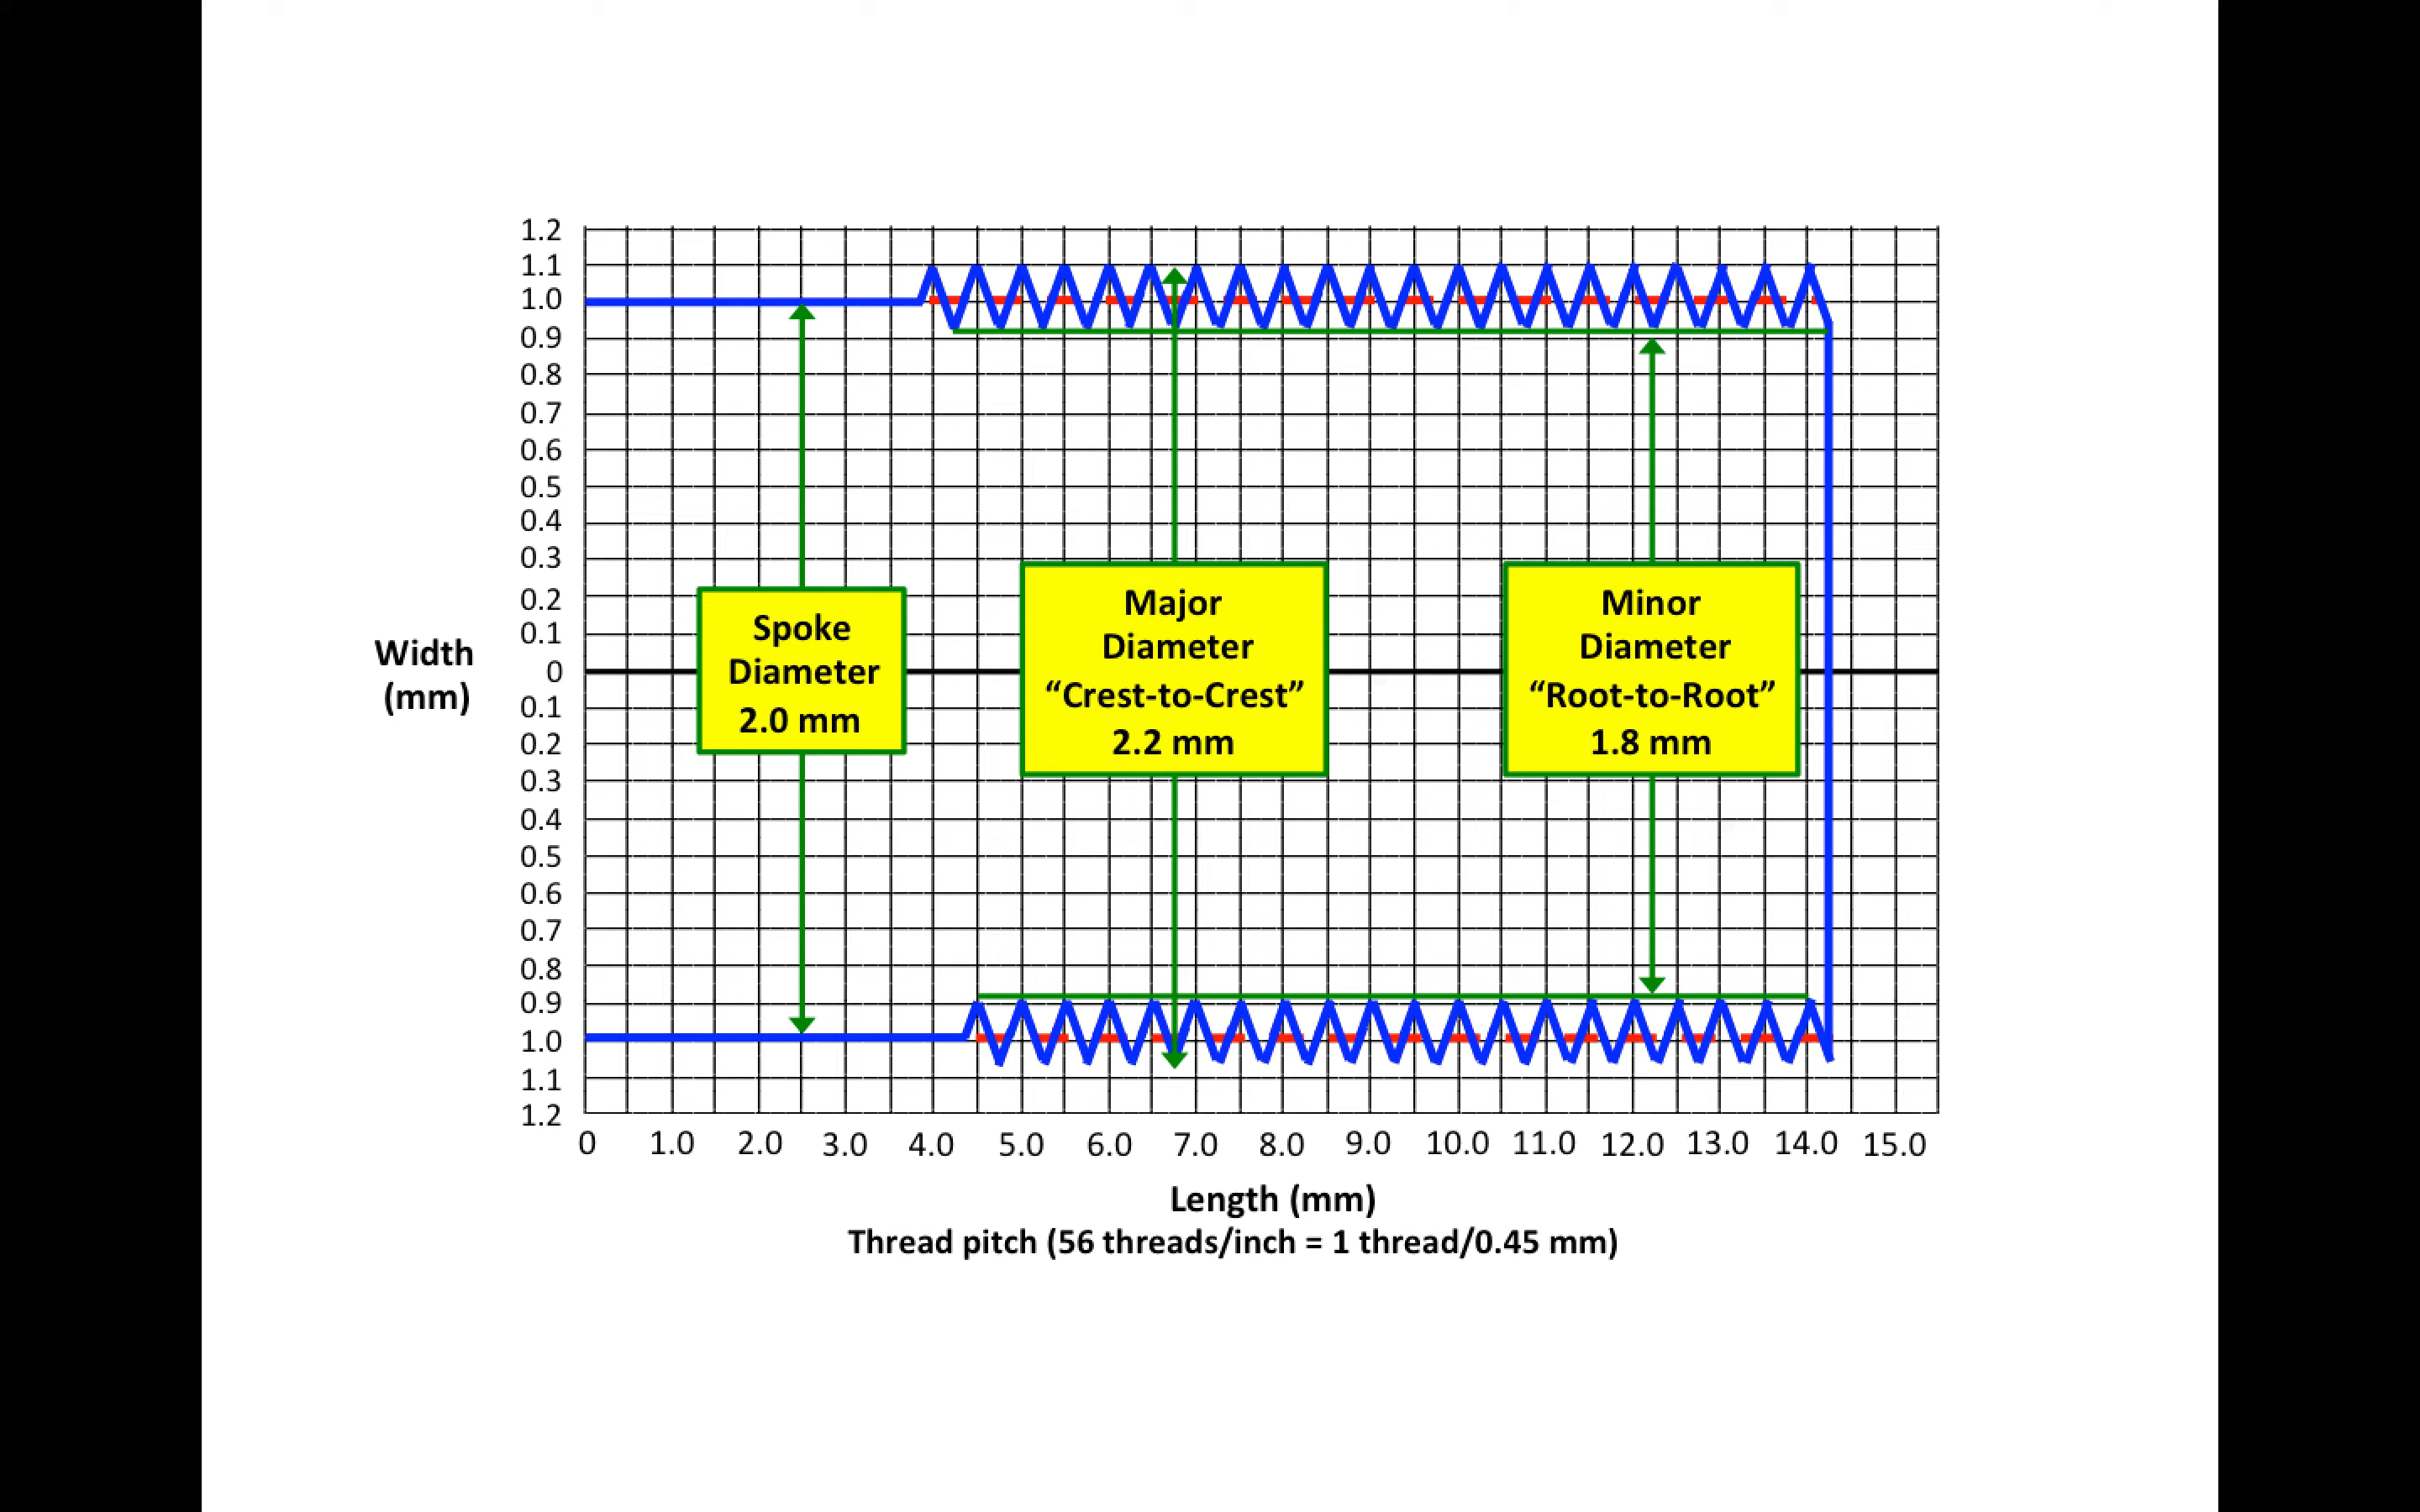 1.2
1.1
1.0
0.9
0.8
0.7
0.6
0.5
0.4
0.3
0.2
0.1
0
0.1
0.2
0.3
0.4
0.5
0.6
0.7
0.8
0.9
1.0
1.1
1.2
Width
(mm)
Spoke
Diameter
2.0 mm
Major
Diameter
“Crest-to-Crest”
2.2 mm
Minor
Diameter
“Root-to-Root”
1.8 mm
0 1.0 2.0 3.0 4.0 5.0 6.0 7.0 8.0 9.0 10.0 11.0 12.0 13.0 14.0 15.0
Length (mm)
Thread pitch (56 threads/inch = 1 thread/0.45 mm)